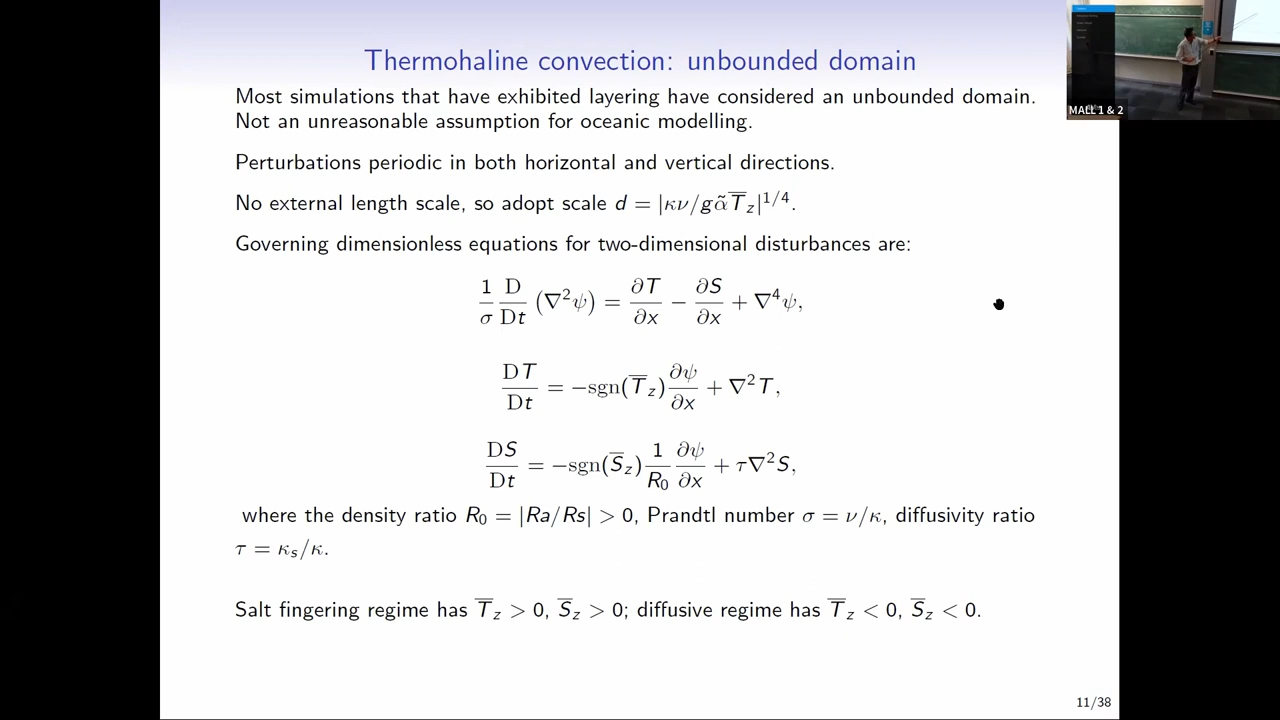 Thermohaline convection: unbounded domain
Most simulations that have exhibited layering have considered an unbounded domain.
Not an unreasonable assumption for oceanic modelling.
Perturbations periodic in both horizontal and vertical directions.
No external length scale, so adopt scale d = |κν/gα̃T̅_z|^{1/4}.
Governing dimensionless equations for two-dimensional disturbances are:
1/σ D/Dt (∇²ψ) = ∂T/∂x − ∂S/∂x + ∇⁴ψ,
DT/Dt = −sgn(T̅_z) ∂ψ/∂x + ∇²T,
DS/Dt = −sgn(S̅_z) 1/R₀ ∂ψ/∂x + τ∇²S,
where the density ratio R₀ = |Ra/Rs| > 0, Prandtl number σ = ν/κ, diffusivity ratio
τ = κ_s/κ.
Salt fingering regime has T̅_z > 0, S̅_z > 0; diffusive regime has T̅_z < 0, S̅_z < 0.
11/38
MALL 1 & 2